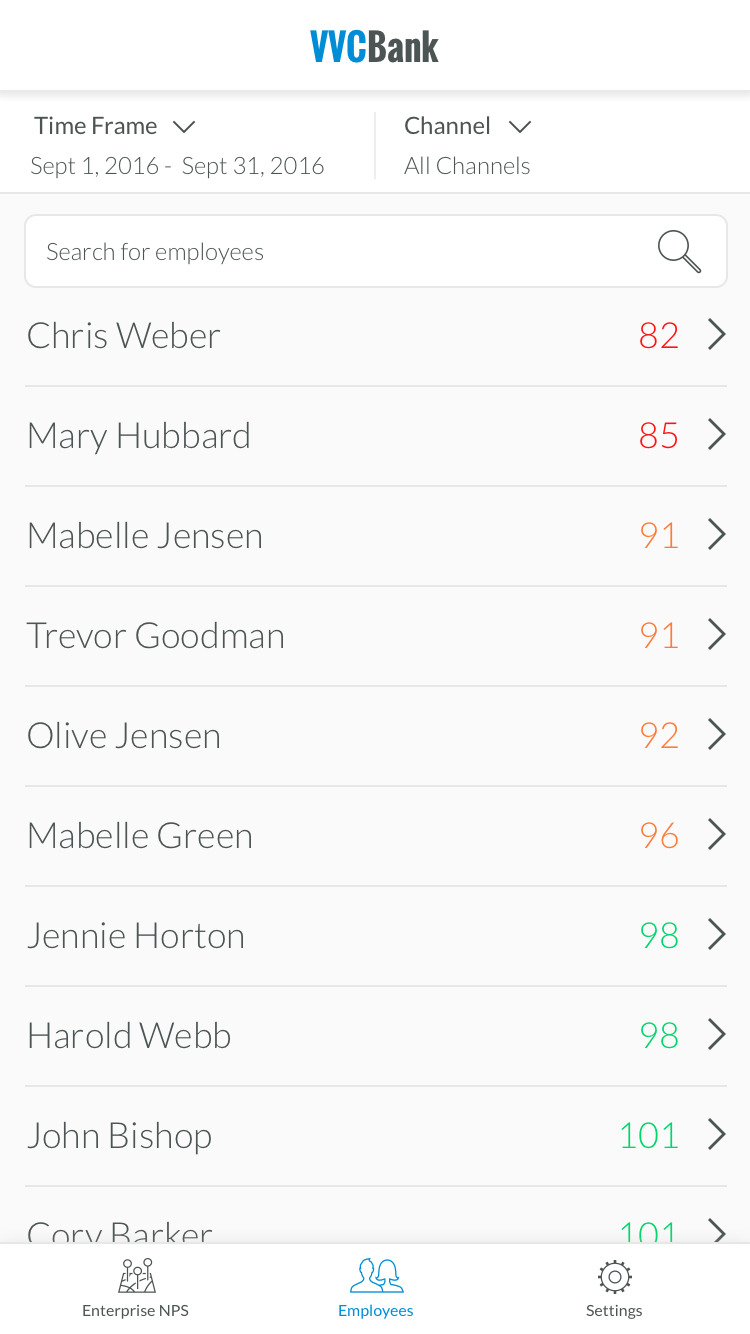 VVCBank
Time Frame
Channel
Sept 1, 2016 - Sept 31, 2016
All Channels
Search for employees
Chris Weber 82
Mary Hubbard 85
Mabelle Jensen 91
Trevor Goodman 91
Olive Jensen 92
Mabelle Green 96
Jennie Horton 98
Harold Webb 98
John Bishop 101
Cory Barker 101
Enterprise NPS
Employees
Settings